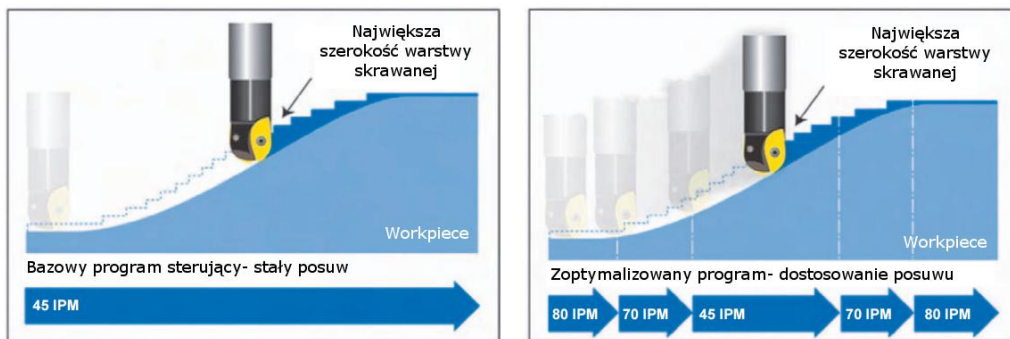 Największa
szerokość warstwy
skrawanej
Workpiece
Bazowy program sterujący- stały posuw
45 IPM
Największa
szerokość warstwy
skrawanej
Workpiece
Zoptymalizowany program- dostosowanie posuwu
80 IPM
70 IPM
45 IPM
70 IPM
80 IPM